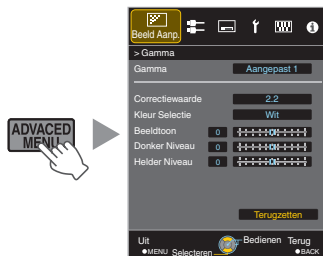 Beeld Aanp.
> Gamma
Gamma Aangepast 1
Correctiewaarde 2.2
Kleur Selectie Wit
Beeldtoon 0
Donker Niveau 0
Helder Niveau 0
ADVACED MENU
Terugzetten
Uit Bedienen Terug
MENU Selecteren BACK